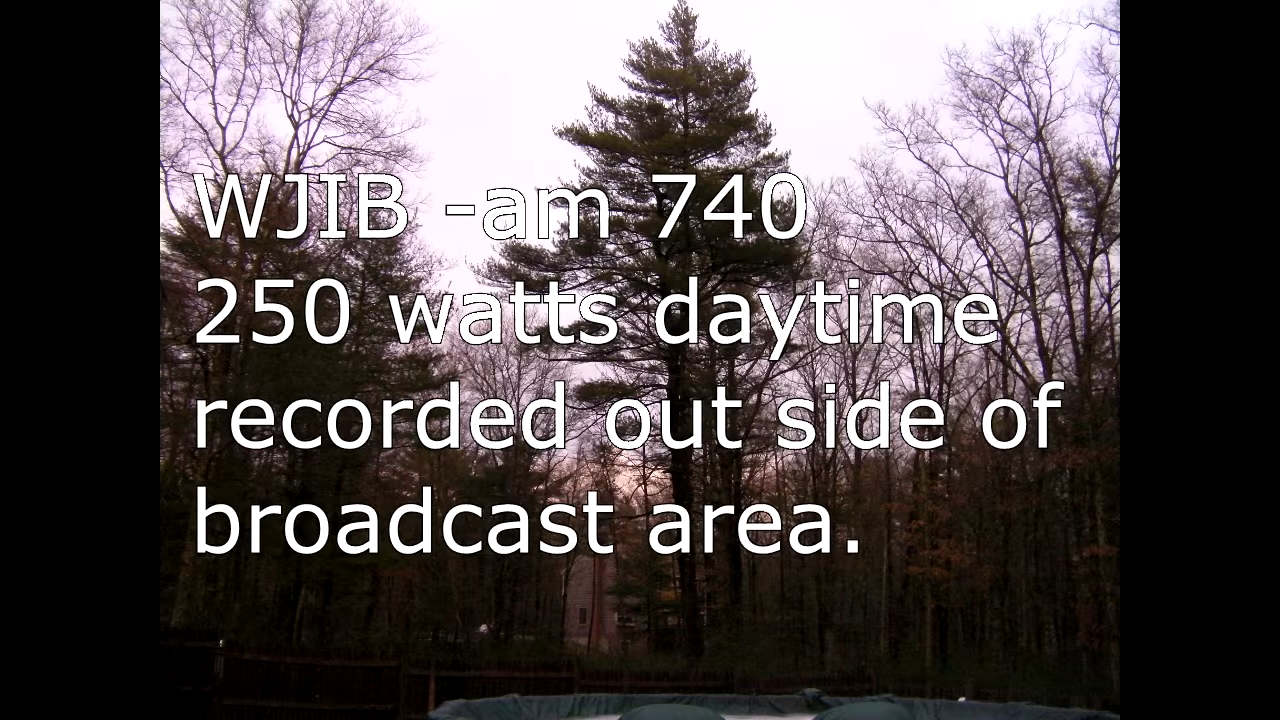 WJIB -am 740
250 watts daytime
recorded out side of
broadcast area.